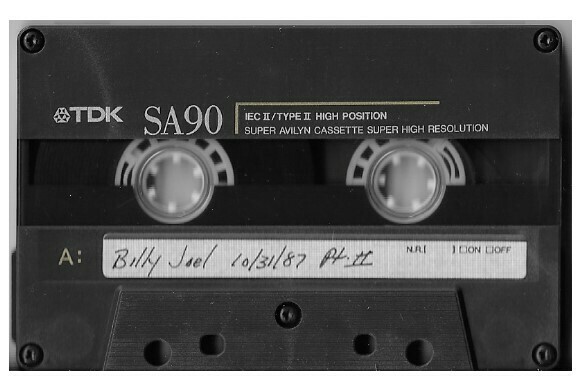 TDK SA90 IEC II/TYPE II HIGH POSITION
SUPER AVILYN CASSETTE SUPER HIGH RESOLUTION
A: Billy Joel 10/31/87 Pt. II N.R.[ ] □ON □OFF